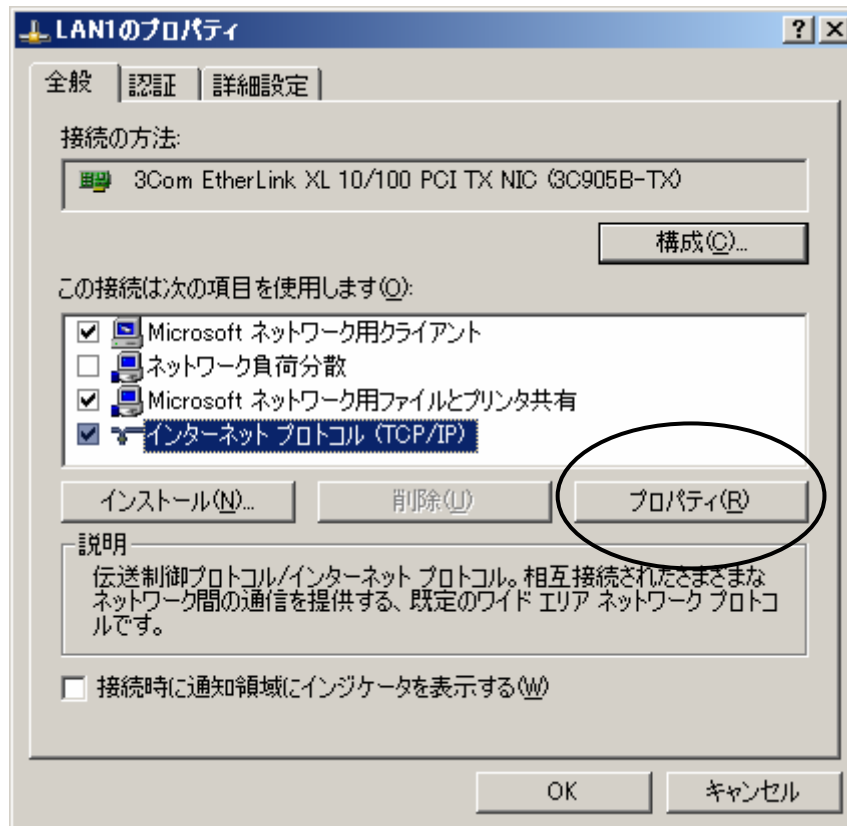 LAN1のプロパティ
全般 認証 詳細設定
接続の方法:
3Com EtherLink XL 10/100 PCI TX NIC (3C905B-TX)
構成(C)...
この接続は次の項目を使用します(O):
Microsoft ネットワーク用クライアント
ネットワーク負荷分散
Microsoft ネットワーク用ファイルとプリンタ共有
インターネット プロトコル (TCP/IP)
インストール(N)... 削除(U) プロパティ(R)
説明
伝送制御プロトコル/インターネット プロトコル。相互接続されたさまざまな
ネットワーク間の通信を提供する、既定のワイド エリア ネットワーク プロトコ
ルです。
接続時に通知領域にインジケータを表示する(W)
OK キャンセル